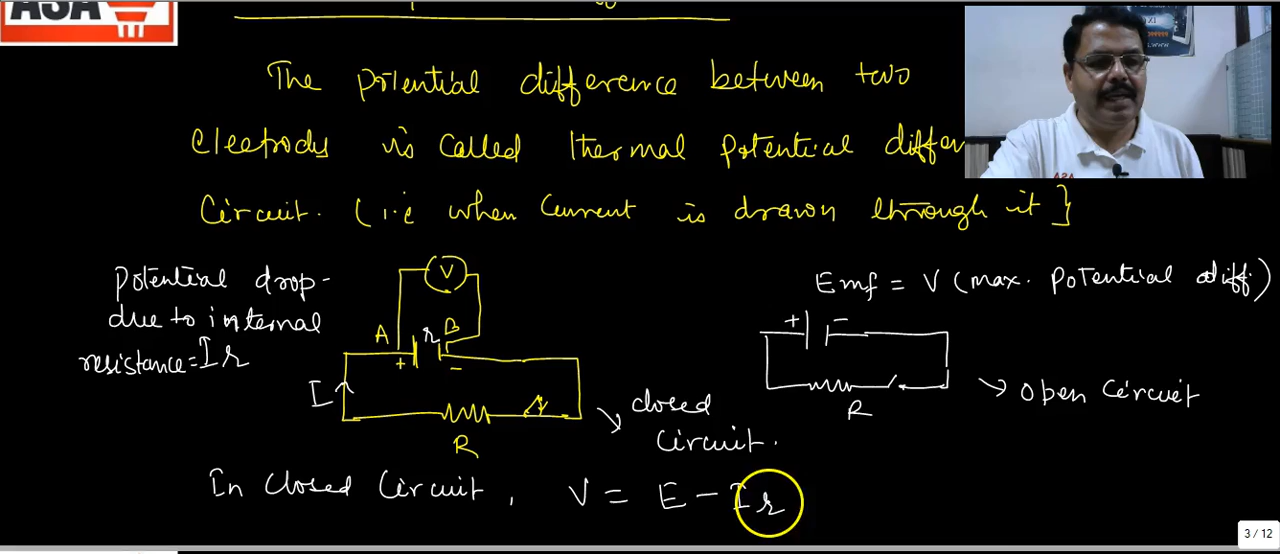 ASA
The potential difference between two
electrodes is called thermal potential differen
Circuit. (i.e when Current is drawn through it]
Potential drop-
due to internal
resistance = Ir
V
A
r
B
+
-
I
R
closed
circuit.
Emf = V (max. Potential diff)
+ -
R
open Circuit
In closed Circuit, V = E - Ir
3 / 12